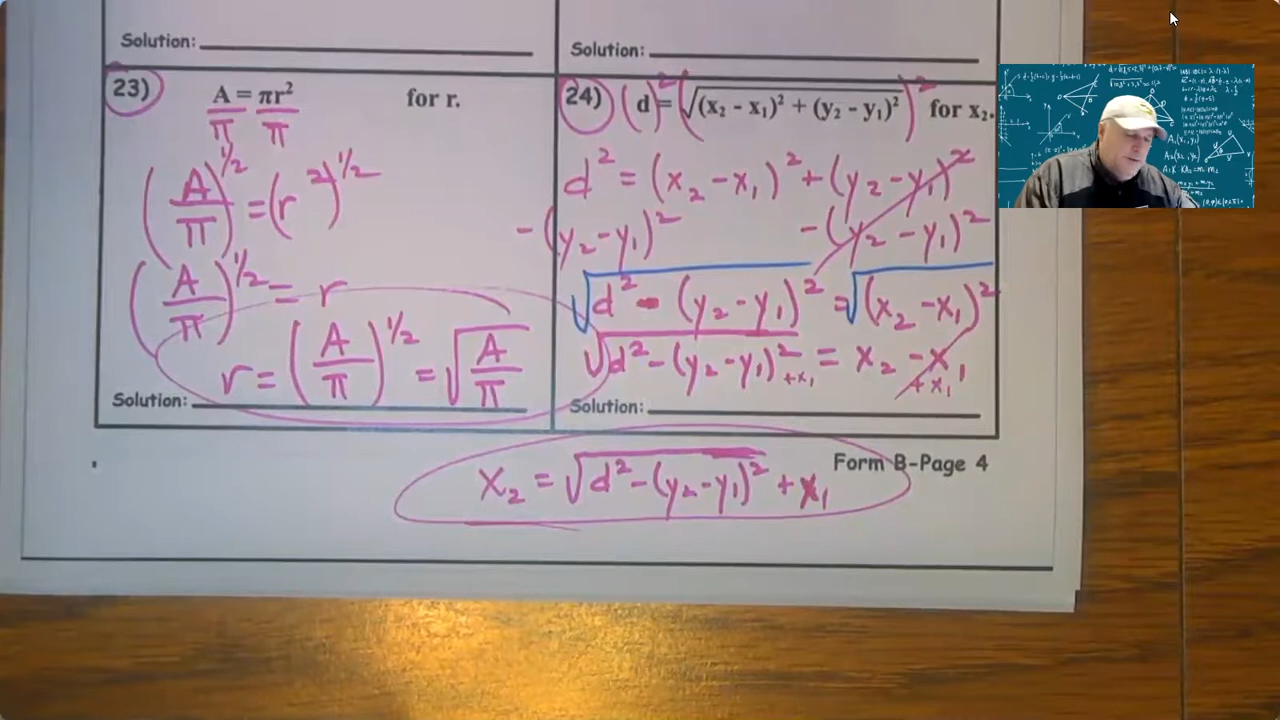 Solution:
Solution:
23) A = πr² for r.
π π
(A/π)^1/2 = (r²)^1/2
(A/π)^1/2 = r
r = (A/π)^1/2 = √(A/π)
Solution:
24) (d)² = (√(x₂ - x₁)² + (y₂ - y₁)²)² for x₂.
d² = (x₂ - x₁)² + (y₂ - y₁)²
- (y₂ - y₁)² - (y₂ - y₁)²
√d² - (y₂ - y₁)² = √(x₂ - x₁)²
√d² - (y₂ - y₁)² = x₂ - x₁
+x₁ +x₁
Solution:
Form B-Page 4
x₂ = √d² - (y₂ - y₁)² + x₁